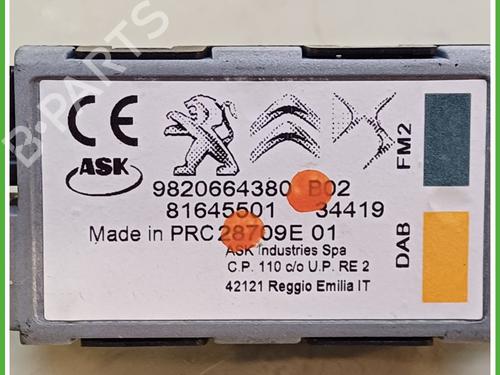 CE
ASK
9820664380 B02
81645501 34419
Made in PRC 28709E 01
ASK Industries Spa
C.P. 110 c/o U.P. RE 2
42121 Reggio Emilia IT
FM2
DAB
B-PARTS